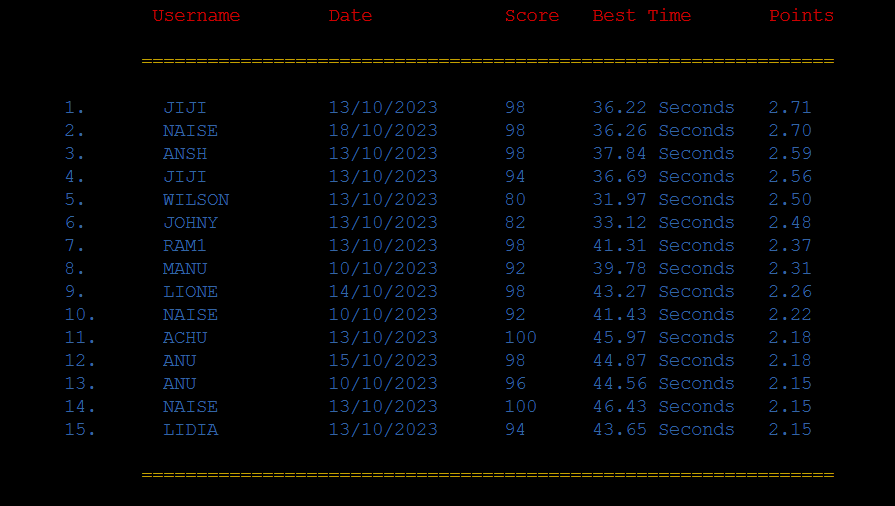 Username Date Score Best Time Points
===============================================================
1. JIJI 13/10/2023 98 36.22 Seconds 2.71
2. NAISE 18/10/2023 98 36.26 Seconds 2.70
3. ANSH 13/10/2023 98 37.84 Seconds 2.59
4. JIJI 13/10/2023 94 36.69 Seconds 2.56
5. WILSON 13/10/2023 80 31.97 Seconds 2.50
6. JOHNY 13/10/2023 82 33.12 Seconds 2.48
7. RAM1 13/10/2023 98 41.31 Seconds 2.37
8. MANU 10/10/2023 92 39.78 Seconds 2.31
9. LIONE 14/10/2023 98 43.27 Seconds 2.26
10. NAISE 10/10/2023 92 41.43 Seconds 2.22
11. ACHU 13/10/2023 100 45.97 Seconds 2.18
12. ANU 15/10/2023 98 44.87 Seconds 2.18
13. ANU 10/10/2023 96 44.56 Seconds 2.15
14. NAISE 13/10/2023 100 46.43 Seconds 2.15
15. LIDIA 13/10/2023 94 43.65 Seconds 2.15
===============================================================